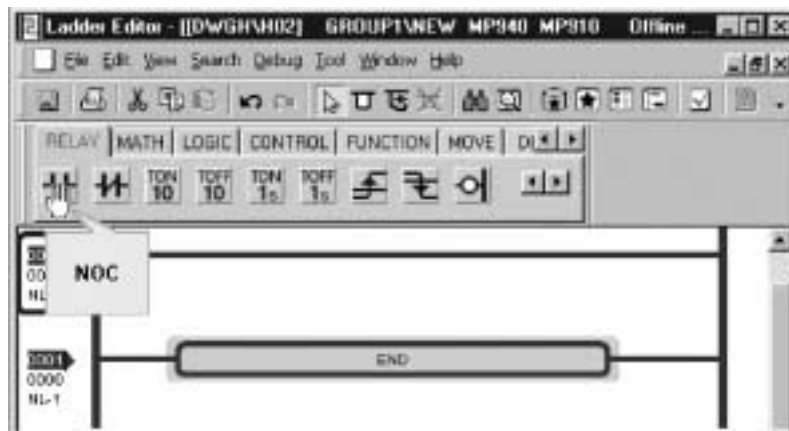 Ladder Editor - [[DWGH\H02] GROUP1\NEW MP940 MP910 Offline ...
File Edit View Search Debug Tool Window Help
RELAY MATH LOGIC CONTROL FUNCTION MOVE
TON 10 TOFF 10 TON 1s TOFF 1s
NOC
0001 END
0000
NL-1